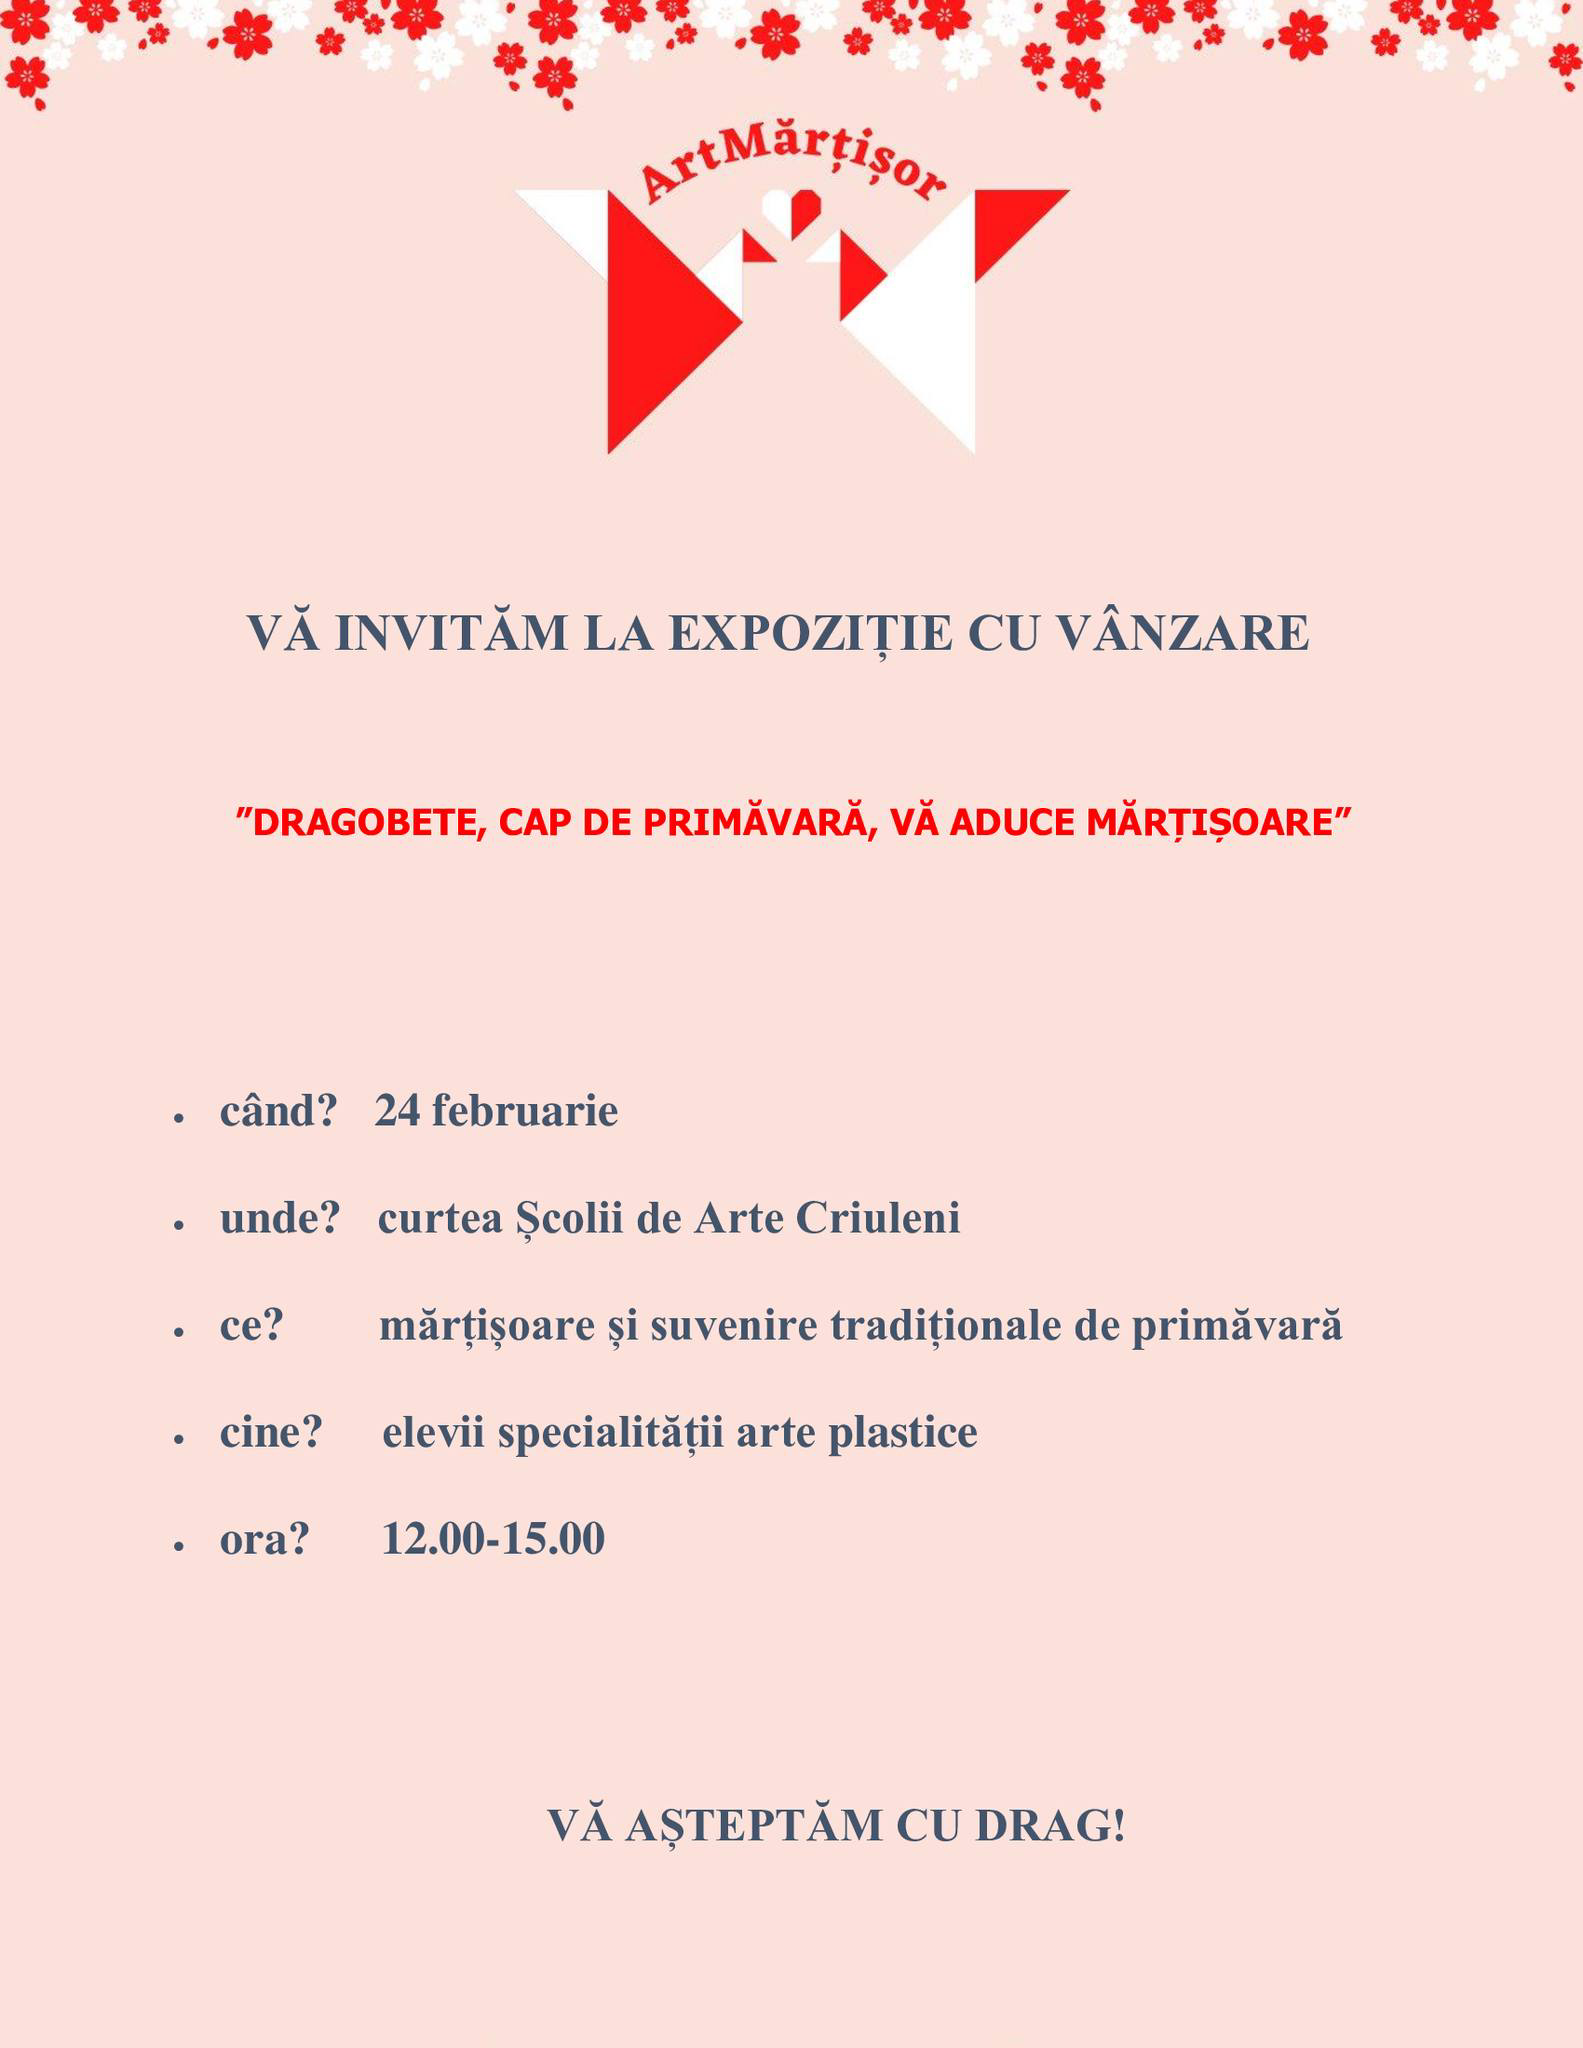 ArtMărțișor
VĂ INVITĂM LA EXPOZIȚIE CU VÂNZARE
”DRAGOBETE, CAP DE PRIMĂVARĂ, VĂ ADUCE MĂRȚIȘOARE”
• când? 24 februarie
• unde? curtea Școlii de Arte Criuleni
• ce? mărțișoare și suvenire tradiționale de primăvară
• cine? elevii specialității arte plastice
• ora? 12.00-15.00
VĂ AȘTEPTĂM CU DRAG!